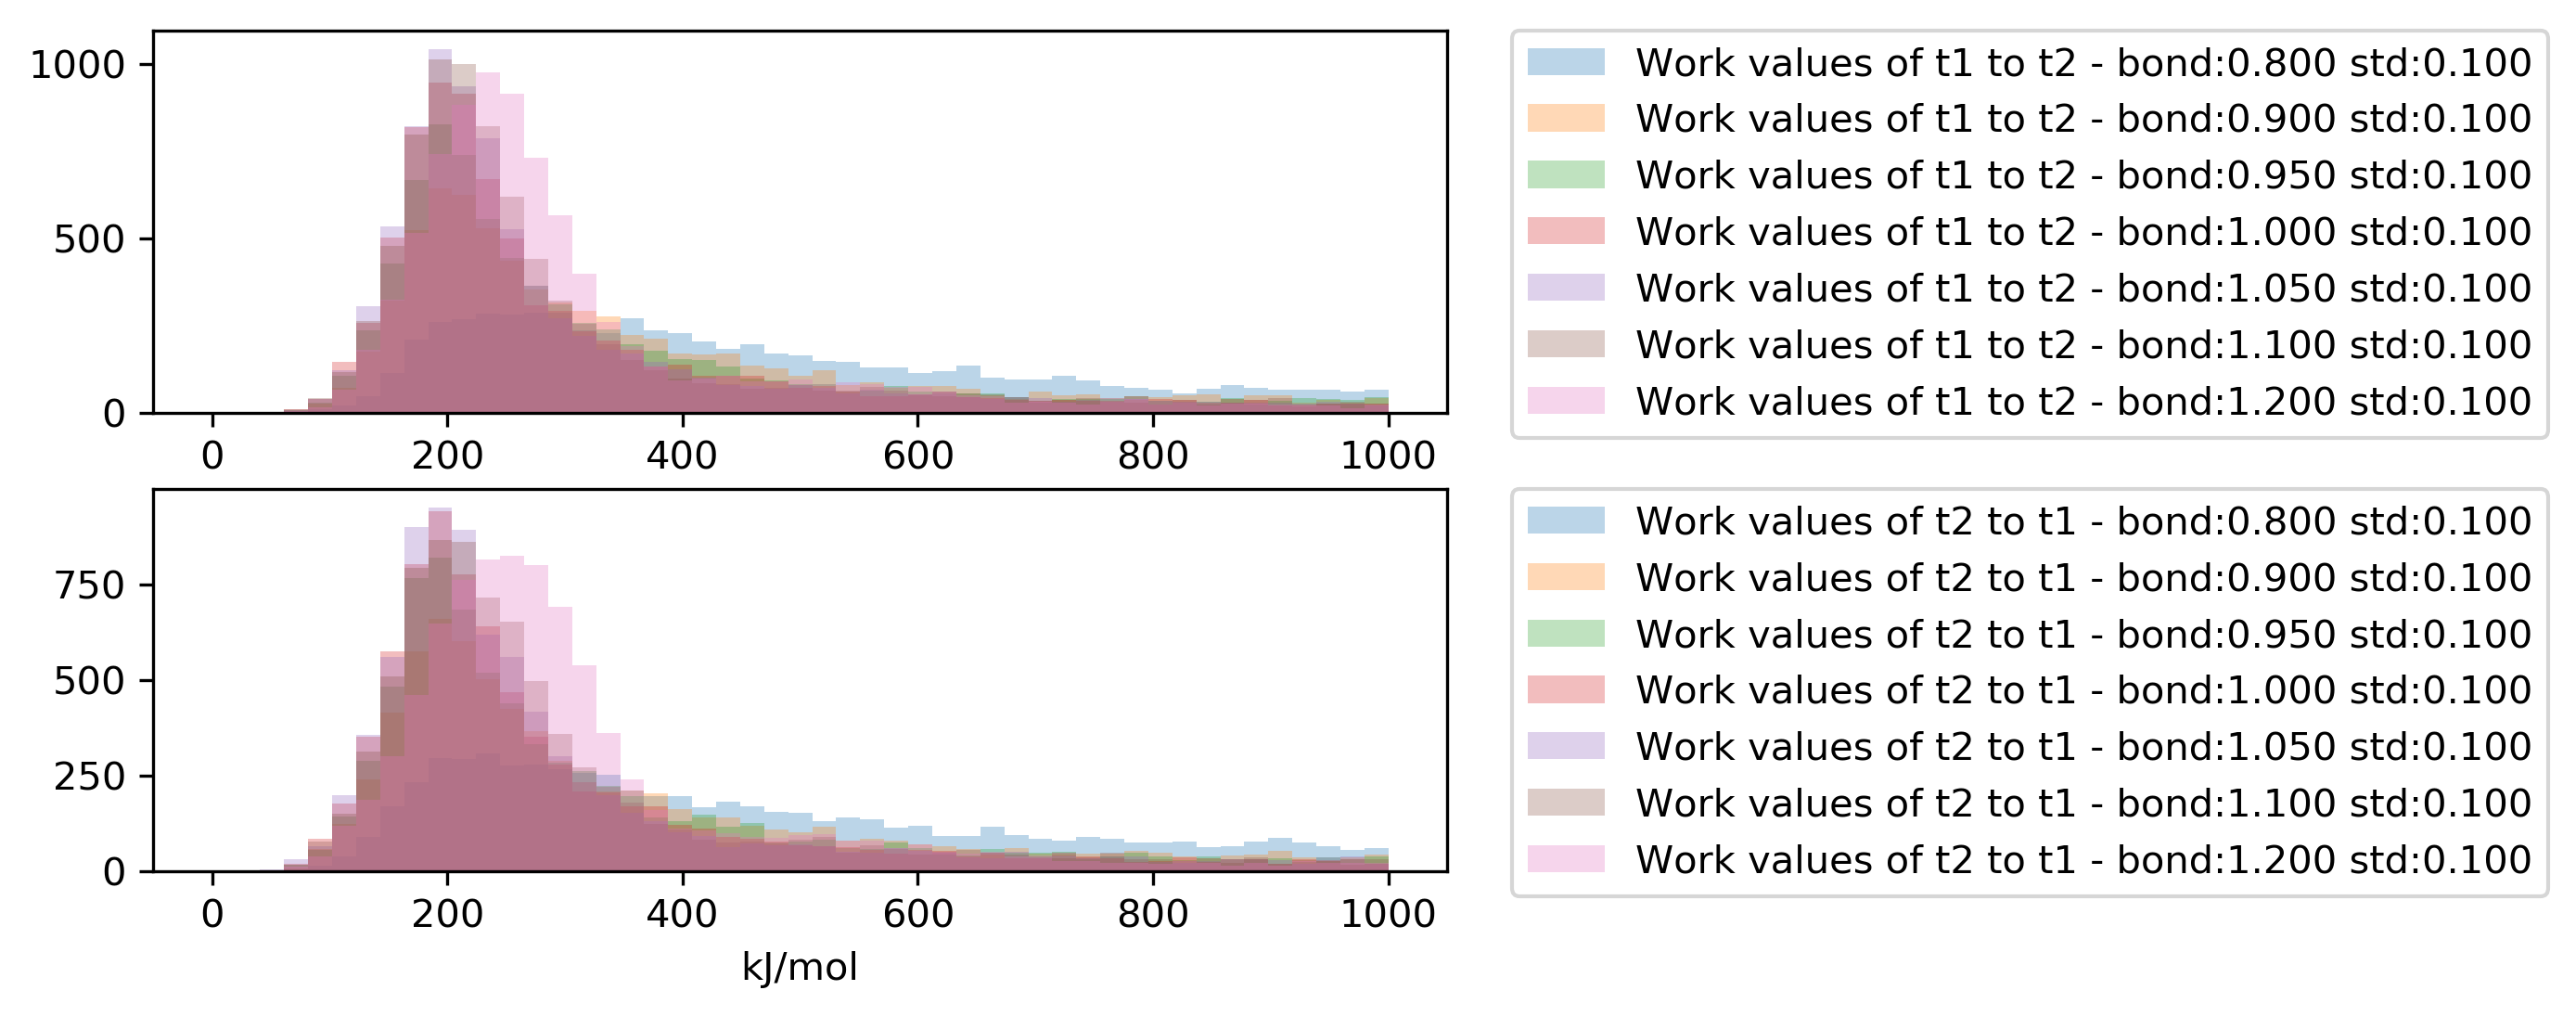 1000
500
0
0 200 400 600 800 1000
Work values of t1 to t2 - bond:0.800 std:0.100
Work values of t1 to t2 - bond:0.900 std:0.100
Work values of t1 to t2 - bond:0.950 std:0.100
Work values of t1 to t2 - bond:1.000 std:0.100
Work values of t1 to t2 - bond:1.050 std:0.100
Work values of t1 to t2 - bond:1.100 std:0.100
Work values of t1 to t2 - bond:1.200 std:0.100
750
500
250
0
0 200 400 600 800 1000
kJ/mol
Work values of t2 to t1 - bond:0.800 std:0.100
Work values of t2 to t1 - bond:0.900 std:0.100
Work values of t2 to t1 - bond:0.950 std:0.100
Work values of t2 to t1 - bond:1.000 std:0.100
Work values of t2 to t1 - bond:1.050 std:0.100
Work values of t2 to t1 - bond:1.100 std:0.100
Work values of t2 to t1 - bond:1.200 std:0.100